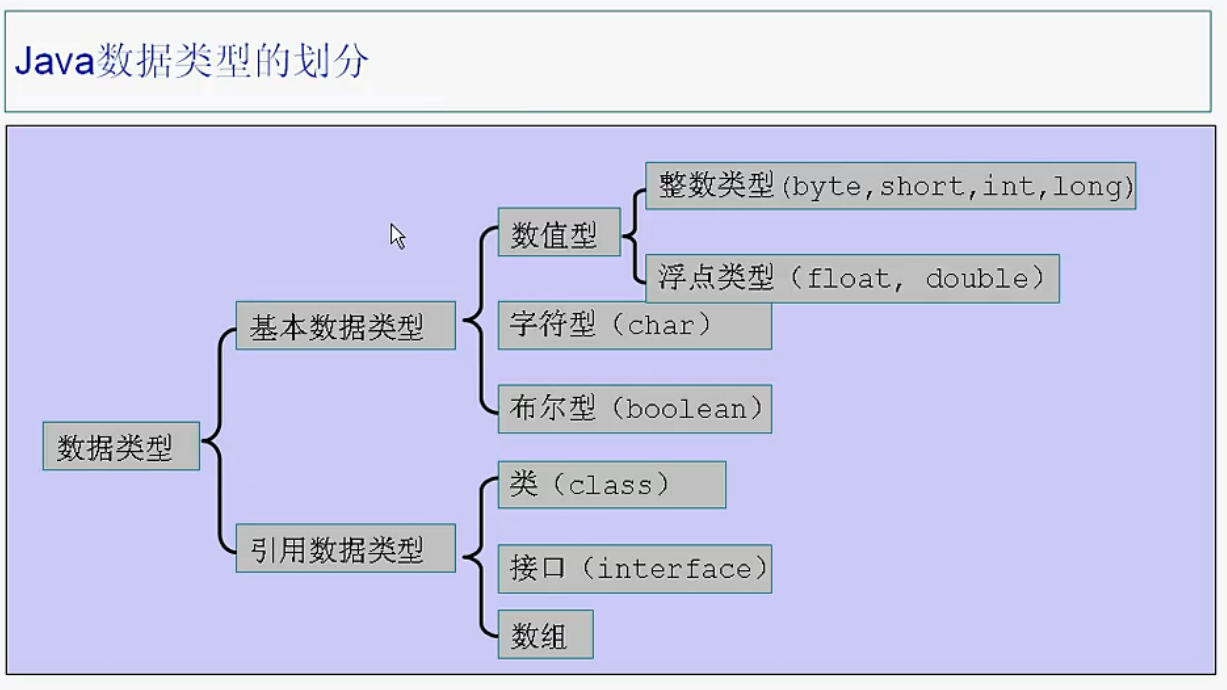 Java数据类型的划分
整数类型(byte,short,int,long)
数值型
浮点类型（float, double）
基本数据类型
字符型（char）
布尔型（boolean）
数据类型
类（class）
引用数据类型
接口（interface）
数组